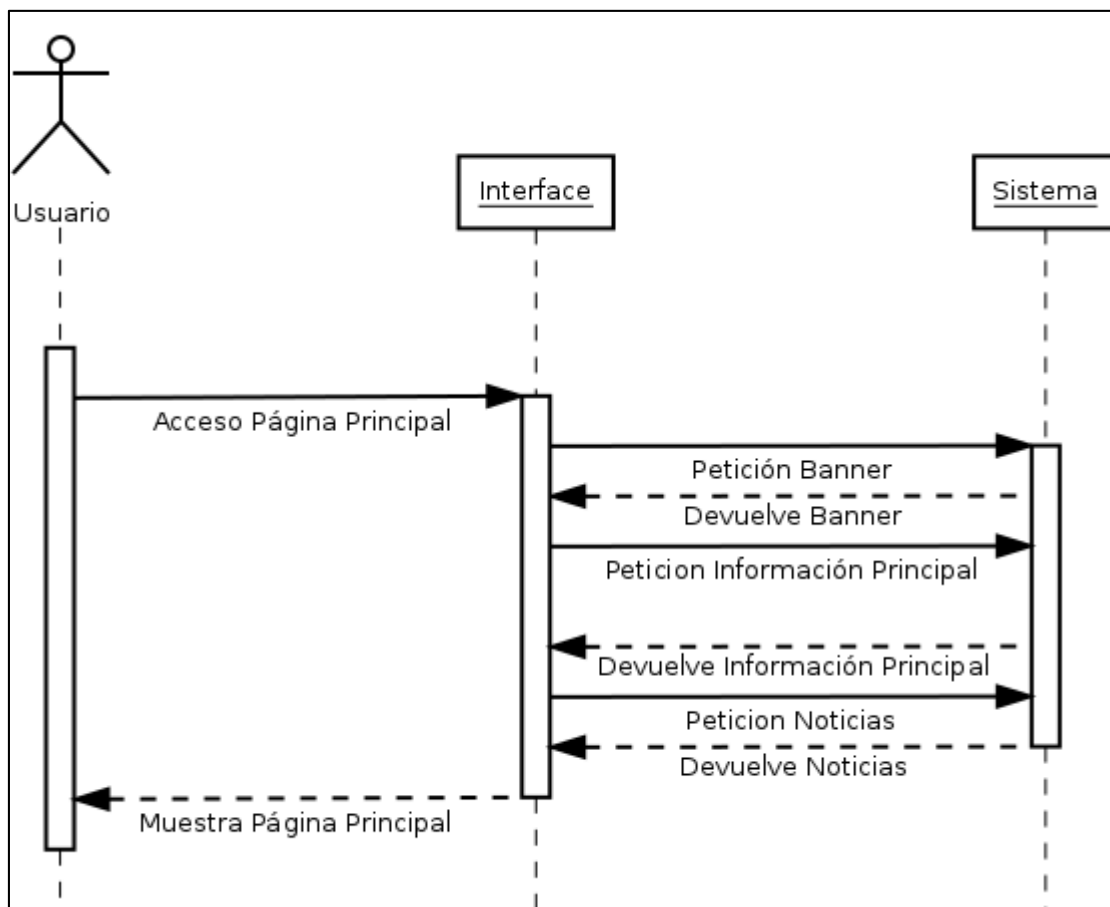 Usuario
Interface
Sistema
Acceso Página Principal
Petición Banner
Devuelve Banner
Peticion Información Principal
Devuelve Información Principal
Peticion Noticias
Devuelve Noticias
Muestra Página Principal